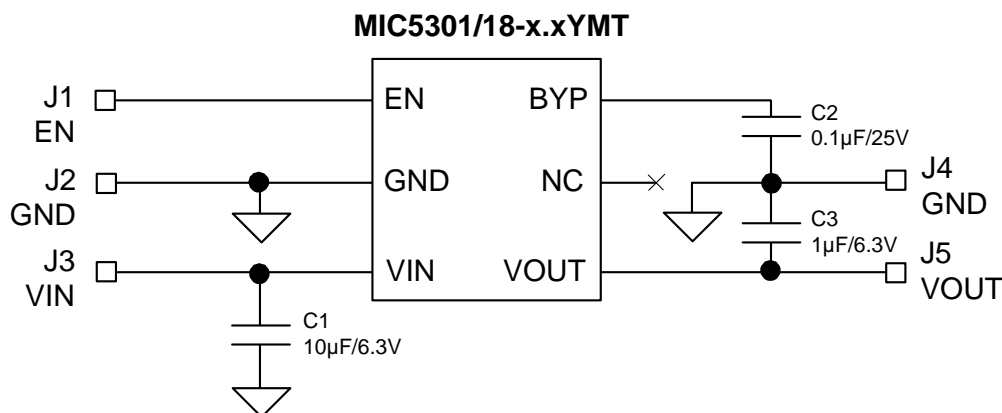 MIC5301/18-x.xYMT
J1
EN
EN
BYP
C2
0.1µF/25V
J2
GND
GND
NC
J4
GND
C3
1µF/6.3V
J3
VIN
VIN
VOUT
J5
VOUT
C1
10µF/6.3V